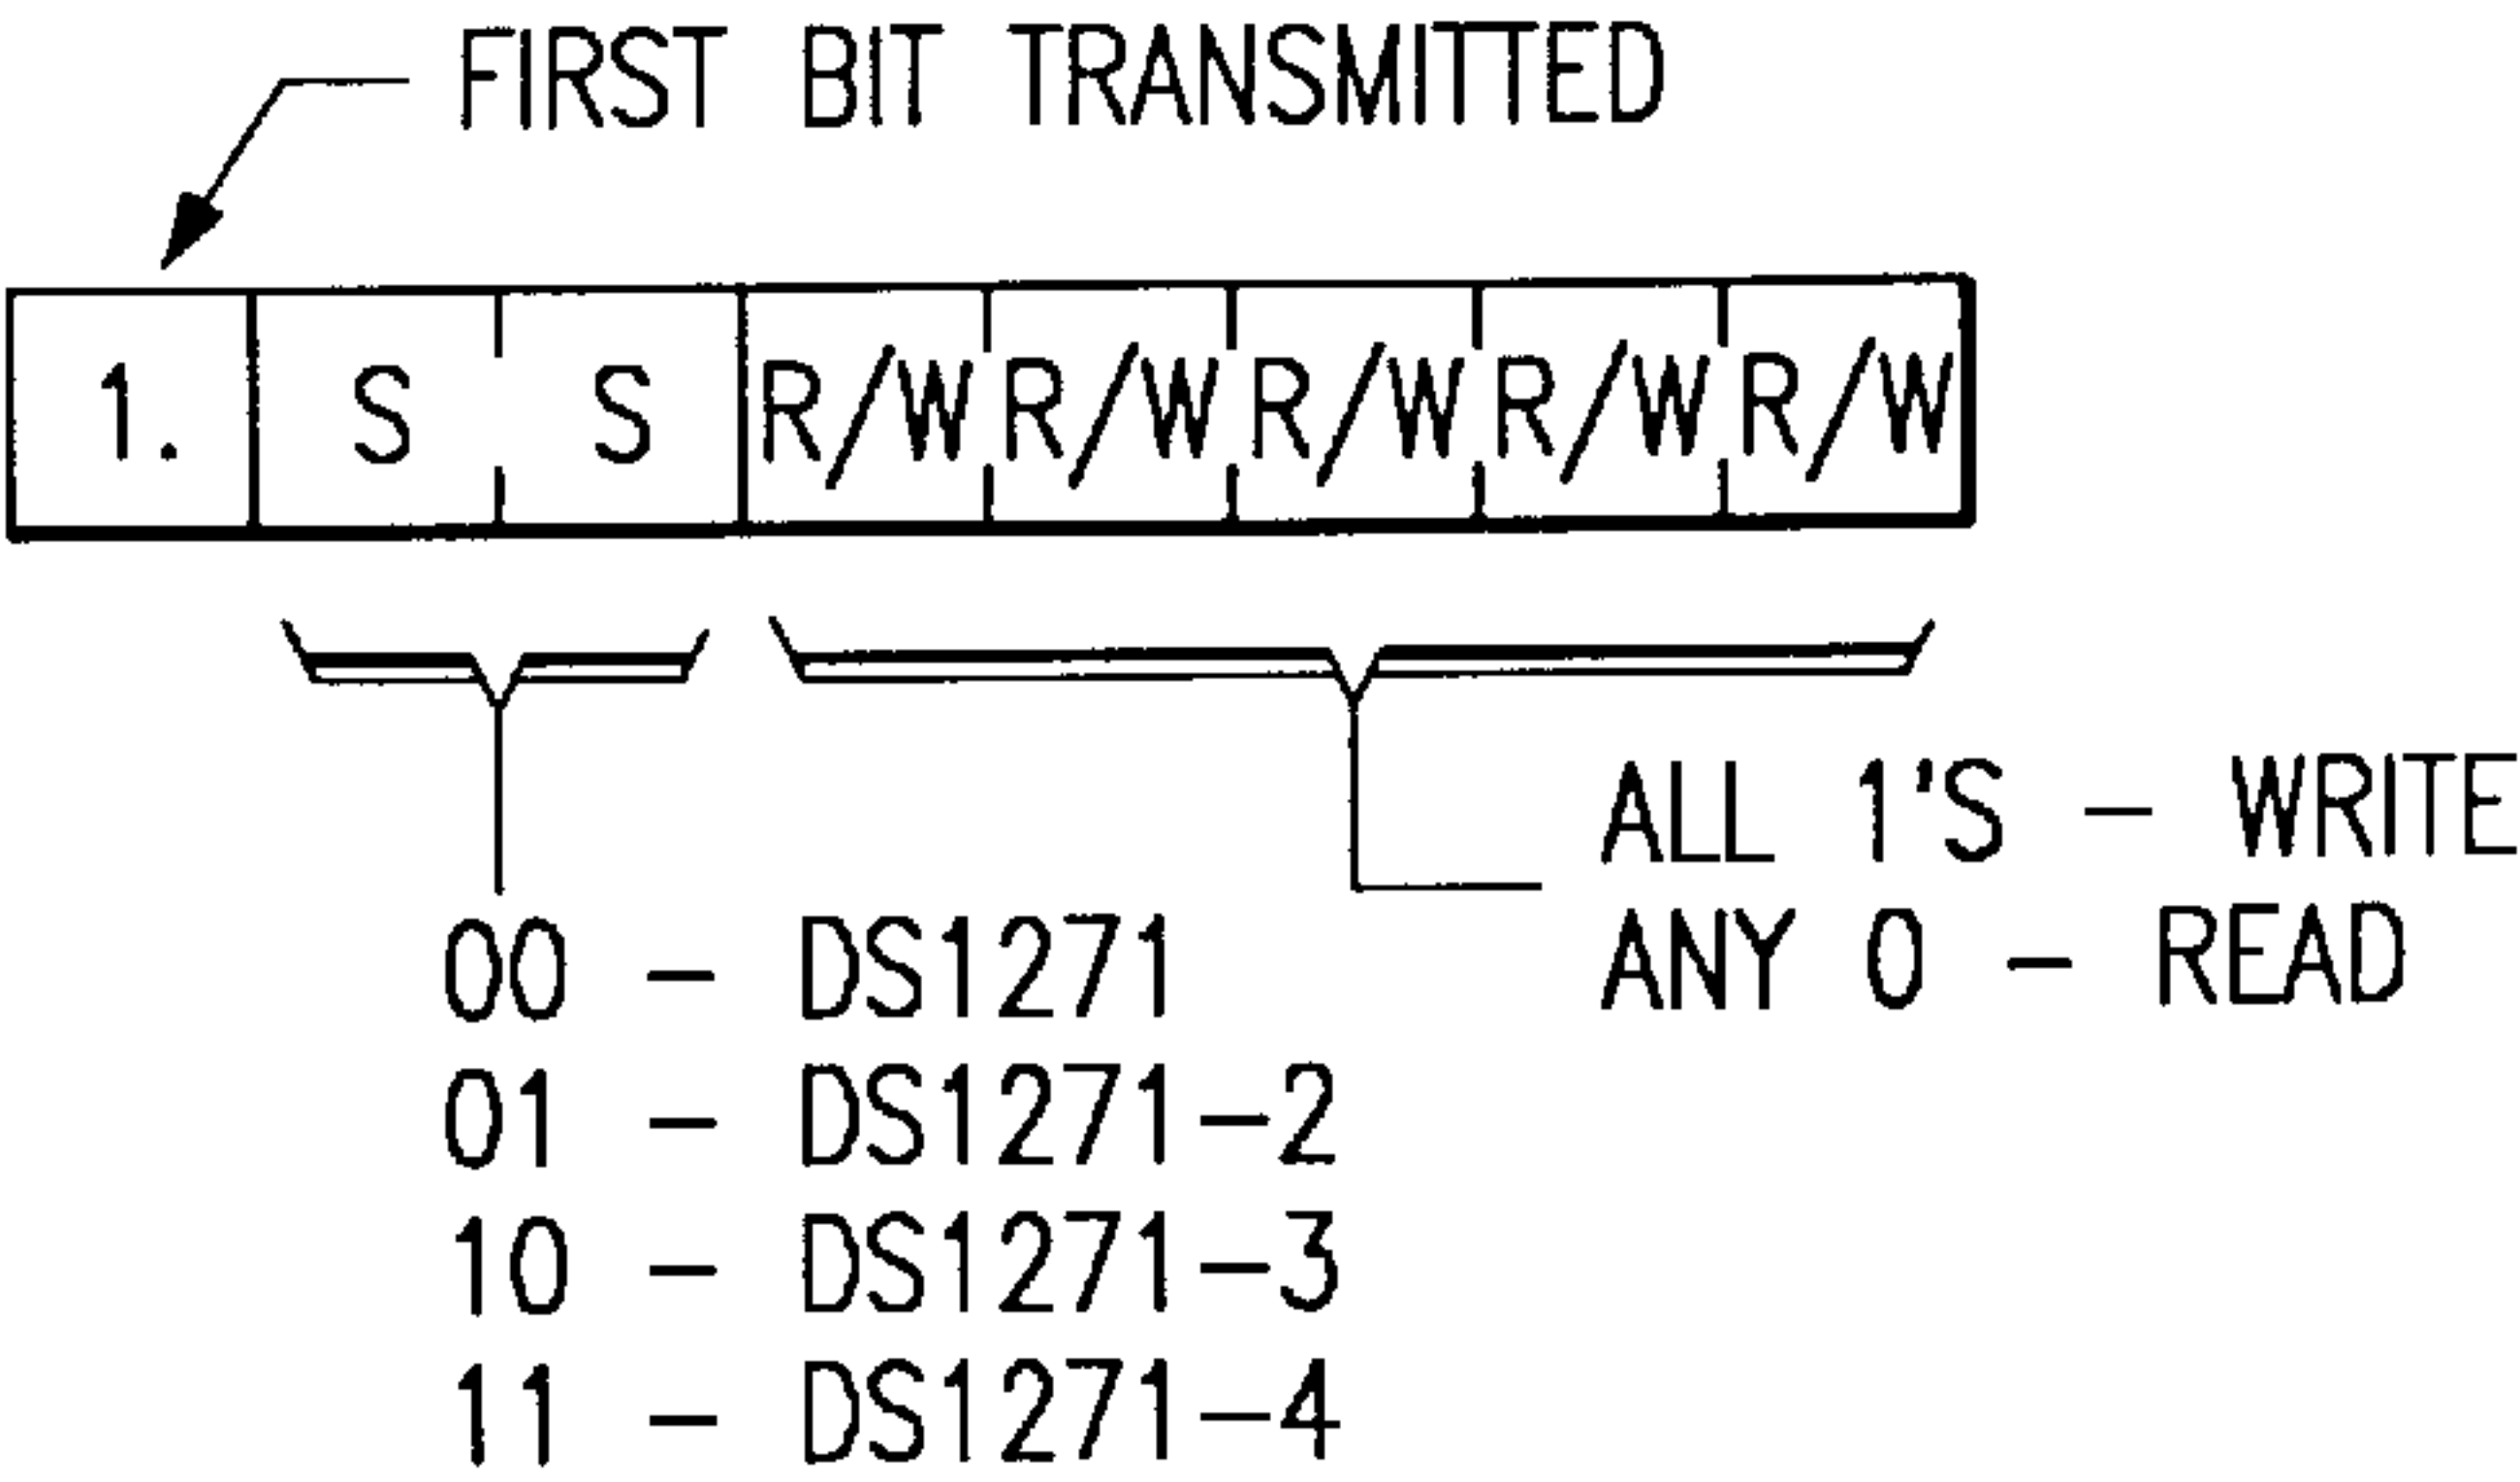 FIRST BIT TRANSMITTED
1. S S R/W R/W R/W R/W R/W
ALL 1'S – WRITE
ANY 0 – READ
00 – DS1271
01 – DS1271–2
10 – DS1271–3
11 – DS1271–4